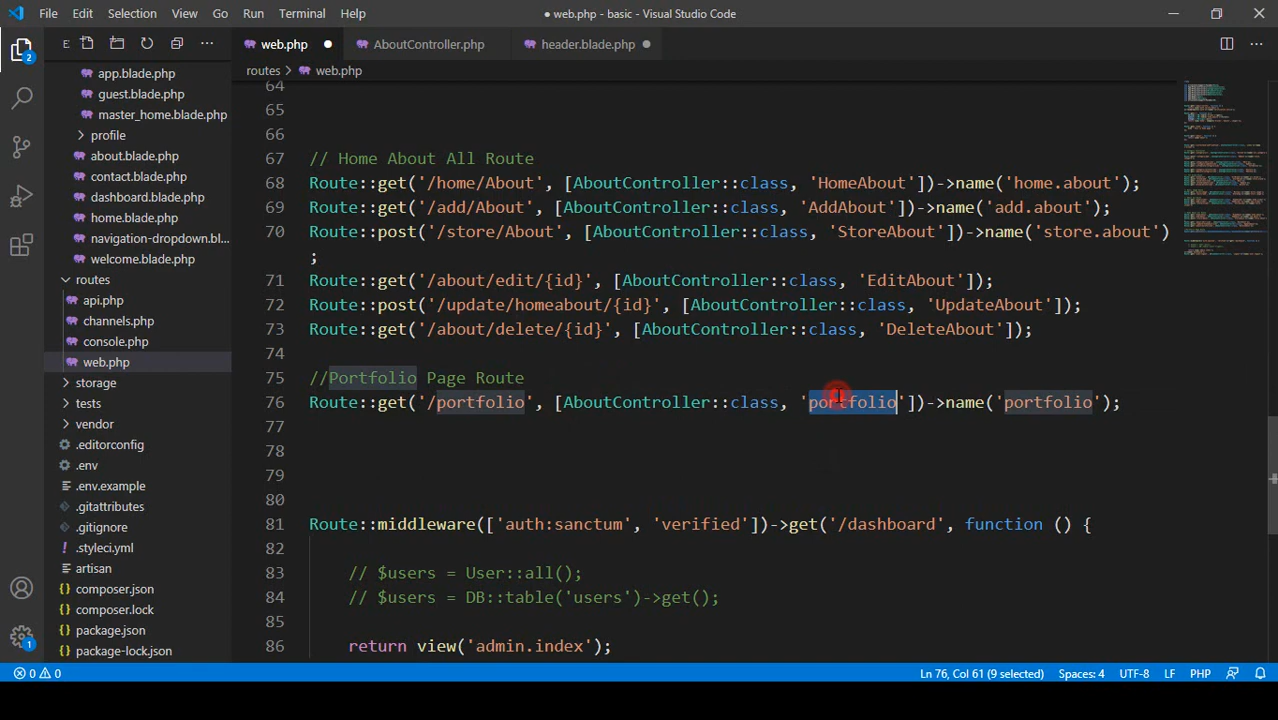 File Edit Selection View Go Run Terminal Help
● web.php - basic - Visual Studio Code
E
web.php ●
AboutController.php
header.blade.php ●
routes > web.php
app.blade.php
guest.blade.php
master_home.blade.php
profile
about.blade.php
contact.blade.php
dashboard.blade.php
home.blade.php
navigation-dropdown.bl...
welcome.blade.php
routes
api.php
channels.php
console.php
web.php
storage
tests
vendor
.editorconfig
.env
.env.example
.gitattributes
.gitignore
.styleci.yml
artisan
composer.json
composer.lock
package.json
package-lock.json
2
1
64
65
66
67 // Home About All Route
68 Route::get('/home/About', [AboutController::class, 'HomeAbout'])->name('home.about');
69 Route::get('/add/About', [AboutController::class, 'AddAbout'])->name('add.about');
70 Route::post('/store/About', [AboutController::class, 'StoreAbout'])->name('store.about')
;
71 Route::get('/about/edit/{id}', [AboutController::class, 'EditAbout']);
72 Route::post('/update/homeabout/{id}', [AboutController::class, 'UpdateAbout']);
73 Route::get('/about/delete/{id}', [AboutController::class, 'DeleteAbout']);
74
75 //Portfolio Page Route
76 Route::get('/portfolio', [AboutController::class, 'portfolio'])->name('portfolio');
77
78
79
80
81 Route::middleware(['auth:sanctum', 'verified'])->get('/dashboard', function () {
82
83 // $users = User::all();
84 // $users = DB::table('users')->get();
85
86 return view('admin.index');
0 0
Ln 76, Col 61 (9 selected) Spaces: 4 UTF-8 LF PHP